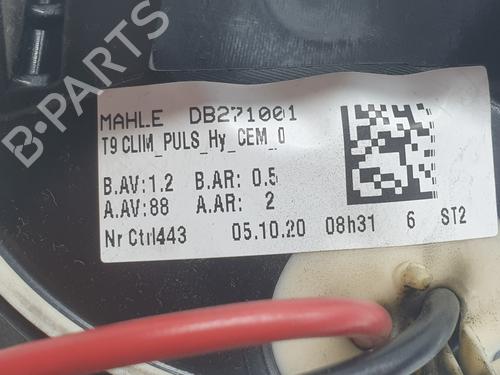 B-PARTS
MAHLE DB271001
T9 CLIM_PULS_Hy_CEM_0
B.AV:1.2 B.AR: 0.5
A.AV:88 A.AR: 2
Nr Ctrl443 05.10.20 08h31 6 ST2